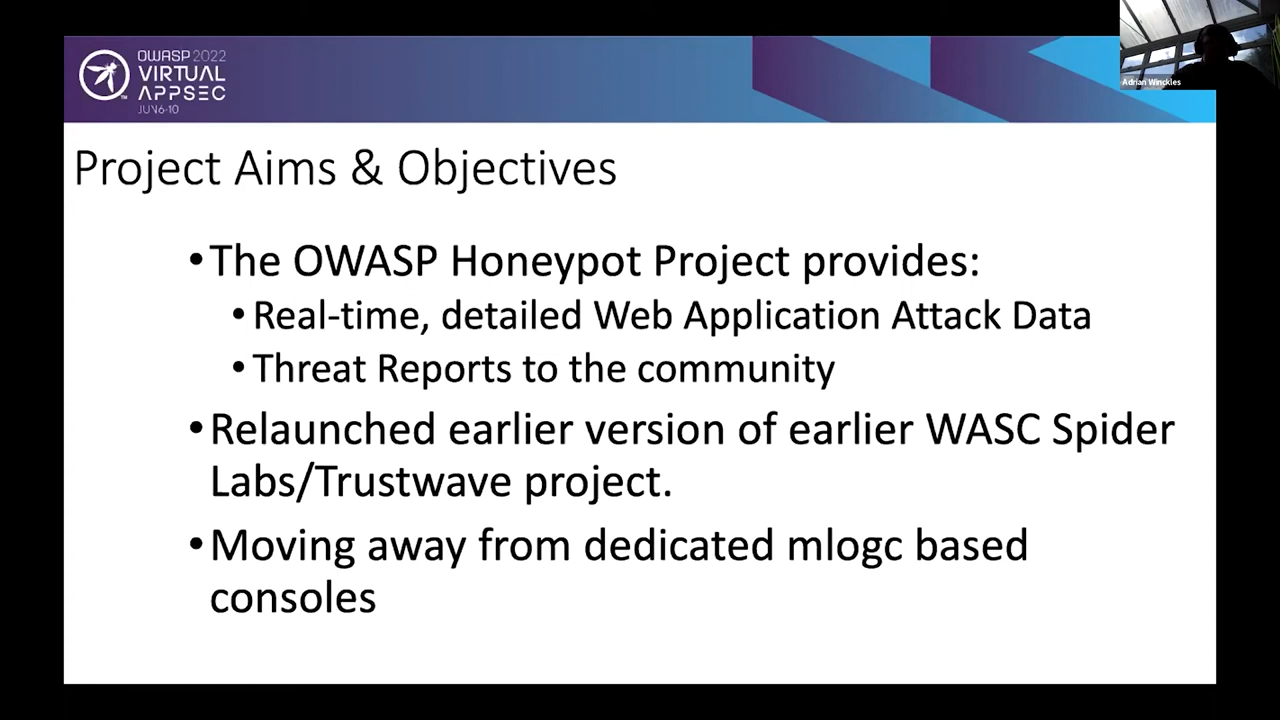 OWASP 2022
VIRTUAL
APPSEC
JUN 6-10
Adrian Winckles
Project Aims & Objectives
•The OWASP Honeypot Project provides:
•Real-time, detailed Web Application Attack Data
•Threat Reports to the community
•Relaunched earlier version of earlier WASC Spider
Labs/Trustwave project.
•Moving away from dedicated mlogc based
consoles